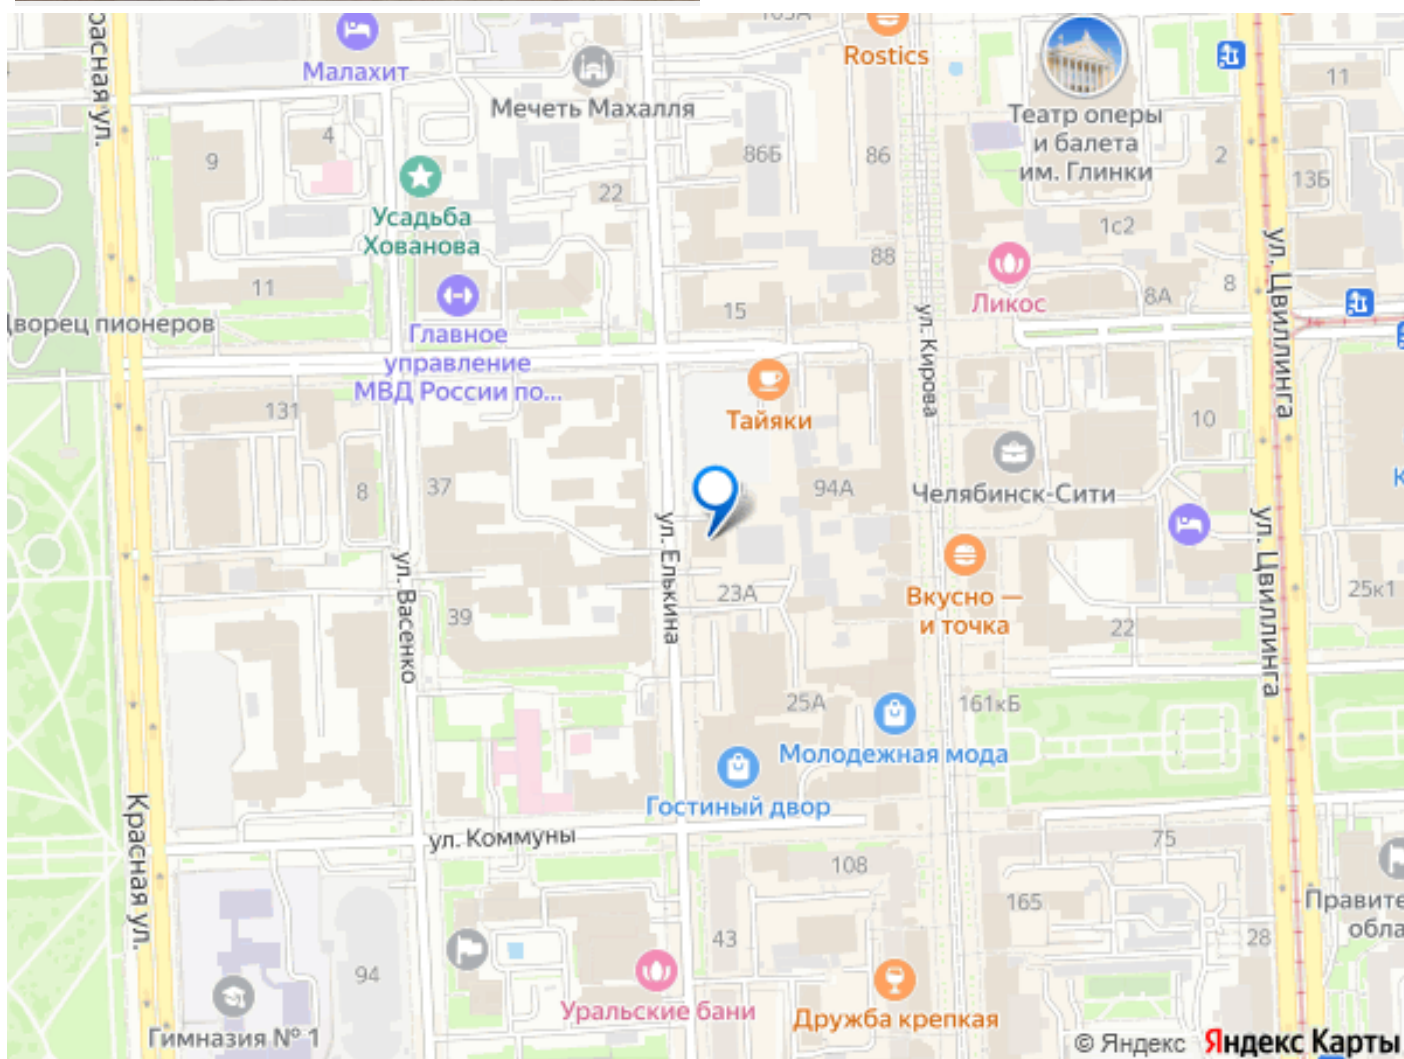 103А
Rostics
Малахит
Мечеть Махалля
Театр оперы
и балета
им. Глинки
11
4
9
86Б
86
2
13Б
22
Усадьба
Хованова
1с2
88
ул. Цвиллинга
11
Ликос
8А
8
15
Дворец пионеров
Главное
управление
МВД России по...
ул. Кирова
131
Тайяки
10
8
37
94А
Челябинск-Сити
К
ул. Елькина
ул. Васенко
ул. Цвиллинга
23А
Вкусно —
и точка
25к1
39
22
25А
161кБ
Молодежная мода
Гостиный двор
Красная ул.
ул. Коммуны
75
108
165
Правите
обла
43
28
94
Уральские бани
Дружба крепкая
Гимназия № 1
© Яндекс Яндекс Карты